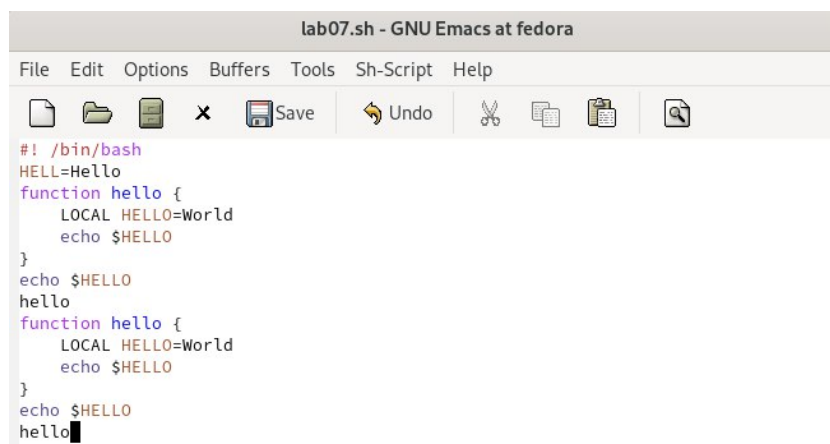 lab07.sh - GNU Emacs at fedora
File Edit Options Buffers Tools Sh-Script Help
Save Undo
#! /bin/bash
HELL=Hello
function hello {
    LOCAL HELLO=World
    echo $HELLO
}
echo $HELLO
hello
function hello {
    LOCAL HELLO=World
    echo $HELLO
}
echo $HELLO
hello